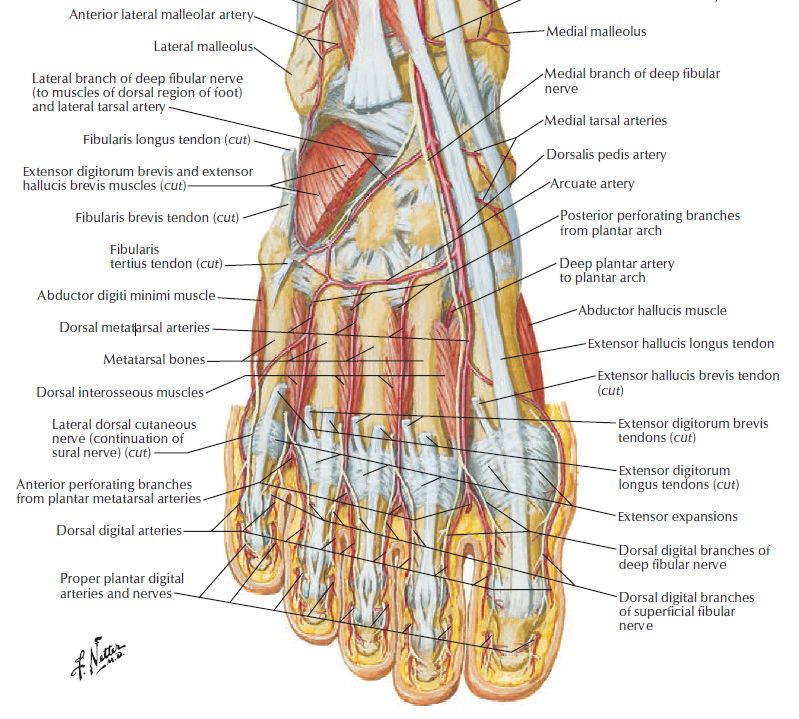 Anterior lateral malleolar artery
Lateral malleolus
Lateral branch of deep fibular nerve
(to muscles of dorsal region of foot)
and lateral tarsal artery
Fibularis longus tendon (cut)
Extensor digitorum brevis and extensor
hallucis brevis muscles (cut)
Fibularis brevis tendon (cut)
Fibularis
tertius tendon (cut)
Abductor digiti minimi muscle
Dorsal metatarsal arteries
Metatarsal bones
Dorsal interosseous muscles
Lateral dorsal cutaneous
nerve (continuation of
sural nerve) (cut)
Anterior perforating branches
from plantar metatarsal arteries
Dorsal digital arteries
Proper plantar digital
arteries and nerves
F. Netter
M.D.
Medial malleolus
Medial branch of deep fibular
nerve
Medial tarsal arteries
Dorsalis pedis artery
Arcuate artery
Posterior perforating branches
from plantar arch
Deep plantar artery
to plantar arch
Abductor hallucis muscle
Extensor hallucis longus tendon
Extensor hallucis brevis tendon
(cut)
Extensor digitorum brevis
tendons (cut)
Extensor digitorum
longus tendons (cut)
Extensor expansions
Dorsal digital branches of
deep fibular nerve
Dorsal digital branches
of superficial fibular
nerve